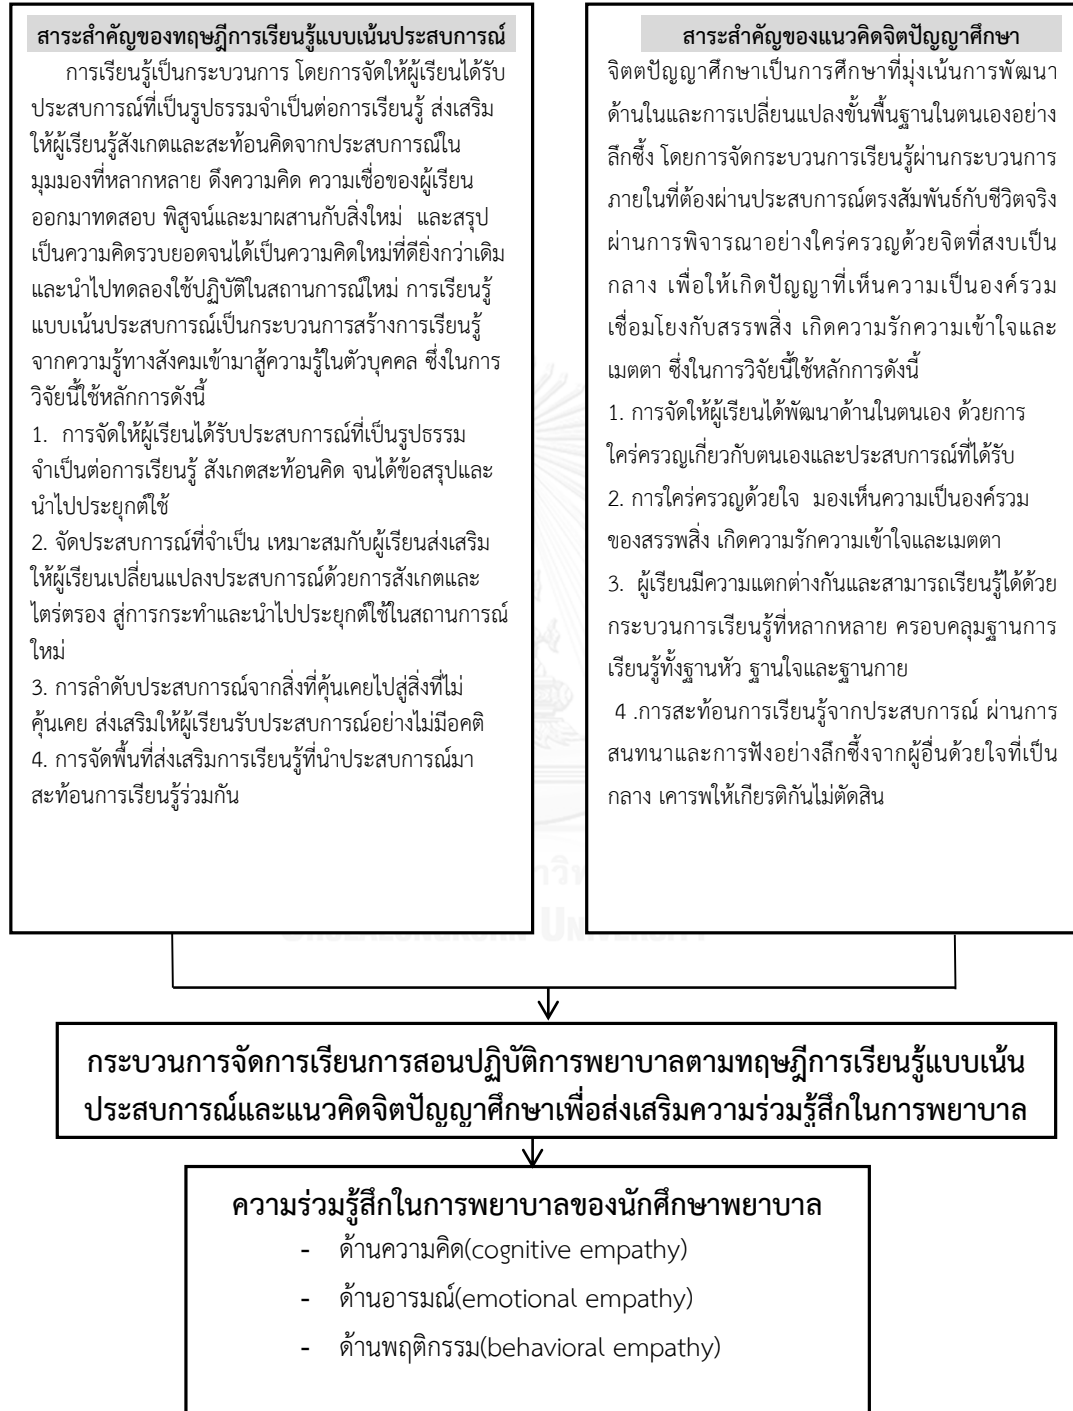 สาระสำคัญของทฤษฎีการเรียนรู้แบบเน้นประสบการณ์
การเรียนรู้เป็นกระบวนการ โดยการจัดให้ผู้เรียนได้รับ
ประสบการณ์ที่เป็นรูปธรรมจำเป็นต่อการเรียนรู้ ส่งเสริม
ให้ผู้เรียนรู้สังเกตและสะท้อนคิดจากประสบการณ์ใน
มุมมองที่หลากหลาย ดึงความคิด ความเชื่อของผู้เรียน
ออกมาทดสอบ พิสูจน์และมาผสานกับสิ่งใหม่ และสรุป
เป็นความคิดรวบยอดจนได้เป็นความคิดใหม่ที่ดียิ่งกว่าเดิม
และนำไปทดลองใช้ปฏิบัติในสถานการณ์ใหม่ การเรียนรู้
แบบเน้นประสบการณ์เป็นกระบวนการสร้างการเรียนรู้
จากความรู้ทางสังคมเข้ามาสู้ความรู้ในตัวบุคคล ซึ่งในการ
วิจัยนี้ใช้หลักการดังนี้
1. การจัดให้ผู้เรียนได้รับประสบการณ์ที่เป็นรูปธรรม
จำเป็นต่อการเรียนรู้ สังเกตสะท้อนคิด จนได้ข้อสรุปและ
นำไปประยุกต์ใช้
2. จัดประสบการณ์ที่จำเป็น เหมาะสมกับผู้เรียนส่งเสริม
ให้ผู้เรียนเปลี่ยนแปลงประสบการณ์ด้วยการสังเกตและ
ไตร่ตรอง สู่การกระทำและนำไปประยุกต์ใช้ในสถานการณ์
ใหม่
3. การลำดับประสบการณ์จากสิ่งที่คุ้นเคยไปสู่สิ่งที่ไม่
คุ้นเคย ส่งเสริมให้ผู้เรียนรับประสบการณ์อย่างไม่มีอคติ
4. การจัดพื้นที่ส่งเสริมการเรียนรู้ที่นำประสบการณ์มา
สะท้อนการเรียนรู้ร่วมกัน
สาระสำคัญของแนวคิดจิตปัญญาศึกษา
จิตตปัญญาศึกษาเป็นการศึกษาที่มุ่งเน้นการพัฒนา
ด้านในและการเปลี่ยนแปลงขั้นพื้นฐานในตนเองอย่าง
ลึกซึ้ง โดยการจัดกระบวนการเรียนรู้ผ่านกระบวนการ
ภายในที่ต้องผ่านประสบการณ์ตรงสัมพันธ์กับชีวิตจริง
ผ่านการพิจารณาอย่างใคร่ครวญด้วยจิตที่สงบเป็น
กลาง เพื่อให้เกิดปัญญาที่เห็นความเป็นองค์รวม
เชื่อมโยงกับสรรพสิ่ง เกิดความรักความเข้าใจและ
เมตตา ซึ่งในการวิจัยนี้ใช้หลักการดังนี้
1. การจัดให้ผู้เรียนได้พัฒนาด้านในตนเอง ด้วยการ
ใคร่ครวญเกี่ยวกับตนเองและประสบการณ์ที่ได้รับ
2. การใคร่ครวญด้วยใจ มองเห็นความเป็นองค์รวม
ของสรรพสิ่ง เกิดความรักความเข้าใจและเมตตา
3. ผู้เรียนมีความแตกต่างกันและสามารถเรียนรู้ได้ด้วย
กระบวนการเรียนรู้ที่หลากหลาย ครอบคลุมฐานการ
เรียนรู้ทั้งฐานหัว ฐานใจและฐานกาย
4 .การสะท้อนการเรียนรู้จากประสบการณ์ ผ่านการ
สนทนาและการฟังอย่างลึกซึ้งจากผู้อื่นด้วยใจที่เป็น
กลาง เคารพให้เกียรติกันไม่ตัดสิน
กระบวนการจัดการเรียนการสอนปฏิบัติการพยาบาลตามทฤษฎีการเรียนรู้แบบเน้น
ประสบการณ์และแนวคิดจิตปัญญาศึกษาเพื่อส่งเสริมความร่วมรู้สึกในการพยาบาล
ความร่วมรู้สึกในการพยาบาลของนักศึกษาพยาบาล
- ด้านความคิด(cognitive empathy)
- ด้านอารมณ์(emotional empathy)
- ด้านพฤติกรรม(behavioral empathy)